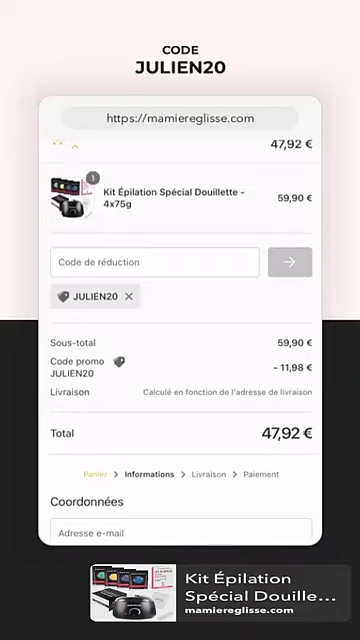 CODE
JULIEN20
https://mamiereglisse.com
47,92 €
1
Kit Épilation Spécial Douillette -
4x75g
59,90 €
Code de réduction
JULIEN20
Sous-total 59,90 €
Code promo
JULIEN20
- 11,98 €
Livraison Calculé en fonction de l'adresse de livraison
Total 47,92 €
Panier > Informations > Livraison > Paiement
Coordonnées
Adresse e-mail
Kit Épilation
Spécial Douille...
mamiereglisse.com